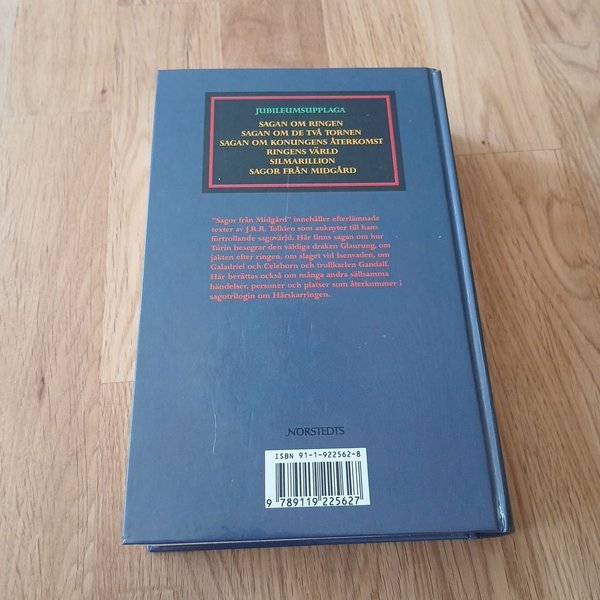 JUBILEUMSUPPLAGA
SAGAN OM RINGEN
SAGAN OM DE TVÅ TORNEN
SAGAN OM KONUNGENS ÅTERKOMST
RINGENS VÄRLD
SILMARILLION
SAGOR FRÅN MIDGÅRD
"Sagor från Midgård" innehåller efterlämnade
texter av J.R.R. Tolkien som anknyter till hans
förtrollande sagovärld. Här finns sagan om hur
Túrin besegrar den väldiga draken Glaurung, om
jakten efter ringen, om slaget vid Isenvaden, om
Galadriel och Celeborn och trollkarlen Gandalf.
Här berättas också om många andra sällsamma
händelser, personer och platser som återkommer i
sagotrilogin om Härskarringen.
NORSTEDTS
ISBN 91-1-922562-8
9 789119 225627